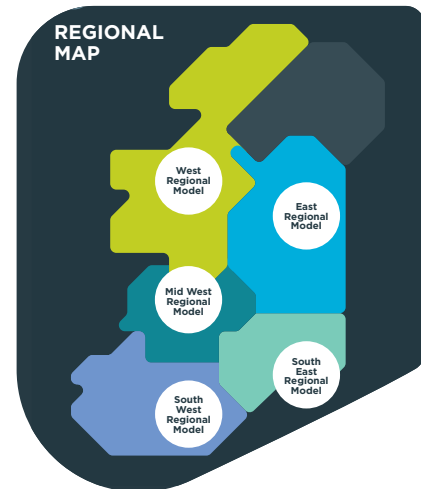 REGIONAL
MAP
West
Regional
Model
East
Regional
Model
Mid West
Regional
Model
South
East
Regional
Model
South
West
Regional
Model